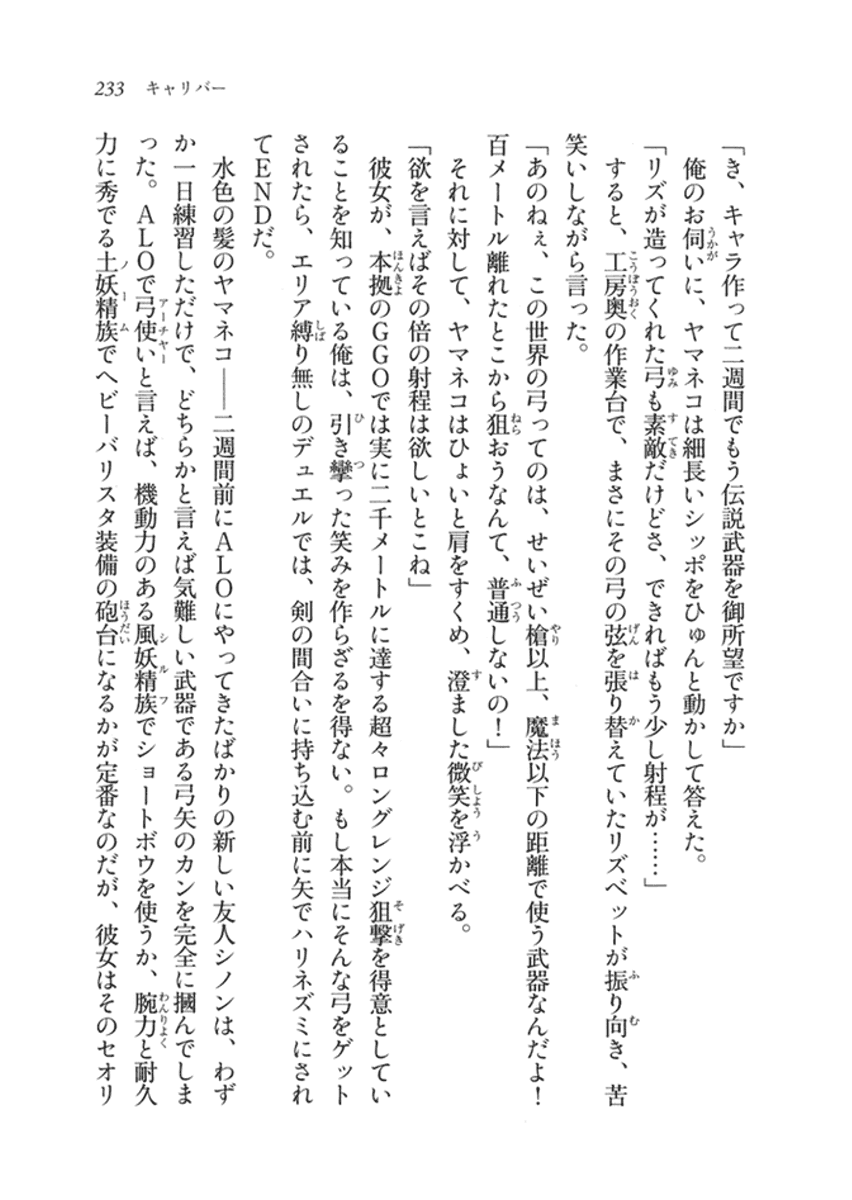 233　キャリバー
「き、キャラ作って二週間でもう伝説武器を御所望ですか」
　俺のお伺いに、ヤマネコは細長いシッポをひゅんと動かして答えた。
「リズが造ってくれた弓も素敵だけどさ、できればもう少し射程が……」
　すると、工房奥の作業台で、まさにその弓の弦を張り替えていたリズベットが振り向き、苦
笑いしながら言った。
「あのねぇ、この世界の弓ってのは、せいぜい槍以上、魔法以下の距離で使う武器なんだよ！
百メートル離れたとこから狙おうなんて、普通しないの！」
　それに対して、ヤマネコはひょいと肩をすくめ、澄ました微笑を浮かべる。
「欲を言えばその倍の射程は欲しいとこね」
　彼女が、本拠のGGOでは実に二千メートルに達する超々ロングレンジ狙撃を得意としてい
ることを知っている俺は、引き攣った笑みを作らざるを得ない。もし本当にそんな弓をゲット
されたら、エリア縛り無しのデュエルでは、剣の間合いに持ち込む前に矢でハリネズミにされ
てENDだ。
　水色の髪のヤマネコ――二週間前にALOにやってきたばかりの新しい友人シノンは、わず
か一日練習しただけで、どちらかと言えば気難しい武器である弓矢のカンを完全に摑んでしま
った。ALOで弓使いと言えば、機動力のある風妖精族でショートボウを使うか、腕力と耐久
力に秀でる土妖精族でヘビーバリスタ装備の砲台になるかが定番なのだが、彼女はそのセオリ